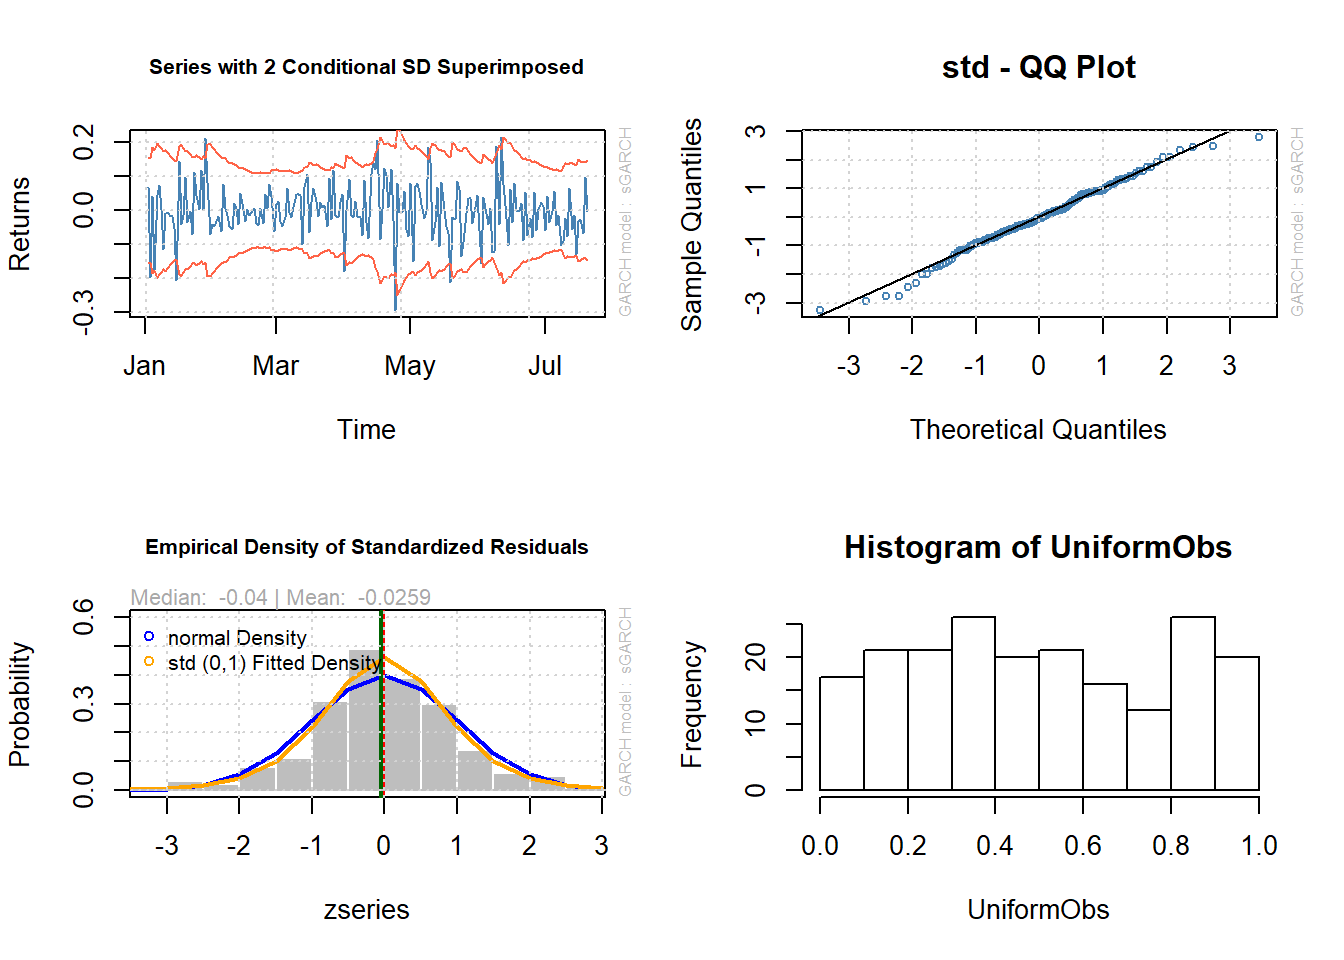 Series with 2 Conditional SD Superimposed
Returns
-0.3 0.0 0.2
Jan Mar May Jul
Time
GARCH model : sGARCH
std - QQ Plot
Sample Quantiles
-3 -1 1 3
-3 -2 -1 0 1 2 3
Theoretical Quantiles
GARCH model : sGARCH
Empirical Density of Standardized Residuals
Median: -0.04 | Mean: -0.0259
normal Density
std (0,1) Fitted Density
Probability
0.0 0.3 0.6
-3 -2 -1 0 1 2 3
zseries
GARCH model : sGARCH
Histogram of UniformObs
Frequency
0 10 20
0.0 0.2 0.4 0.6 0.8 1.0
UniformObs